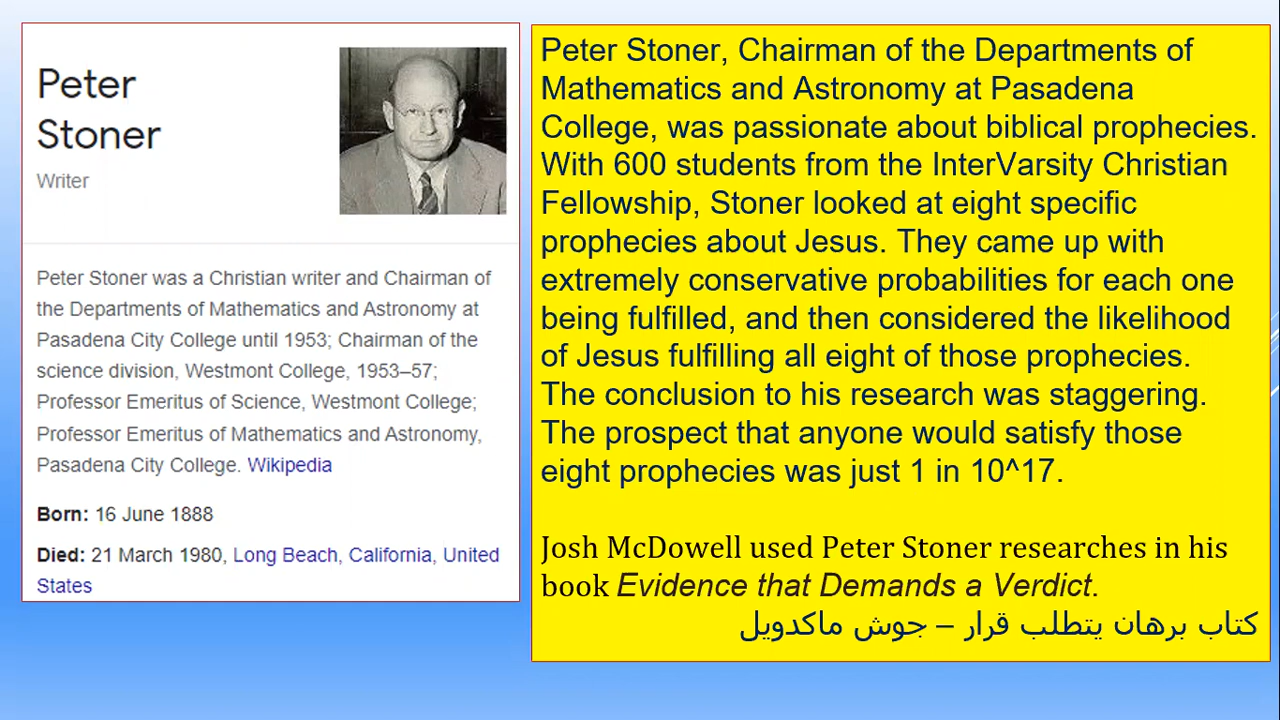 Peter
Stoner
Writer
Peter Stoner was a Christian writer and Chairman of
the Departments of Mathematics and Astronomy at
Pasadena City College until 1953; Chairman of the
science division, Westmont College, 1953–57;
Professor Emeritus of Science, Westmont College;
Professor Emeritus of Mathematics and Astronomy,
Pasadena City College. Wikipedia
Born: 16 June 1888
Died: 21 March 1980, Long Beach, California, United
States
Peter Stoner, Chairman of the Departments of
Mathematics and Astronomy at Pasadena
College, was passionate about biblical prophecies.
With 600 students from the InterVarsity Christian
Fellowship, Stoner looked at eight specific
prophecies about Jesus. They came up with
extremely conservative probabilities for each one
being fulfilled, and then considered the likelihood
of Jesus fulfilling all eight of those prophecies.
The conclusion to his research was staggering.
The prospect that anyone would satisfy those
eight prophecies was just 1 in 10^17.
Josh McDowell used Peter Stoner researches in his
book Evidence that Demands a Verdict.
كتاب برهان يتطلب قرار – جوش ماكدويل